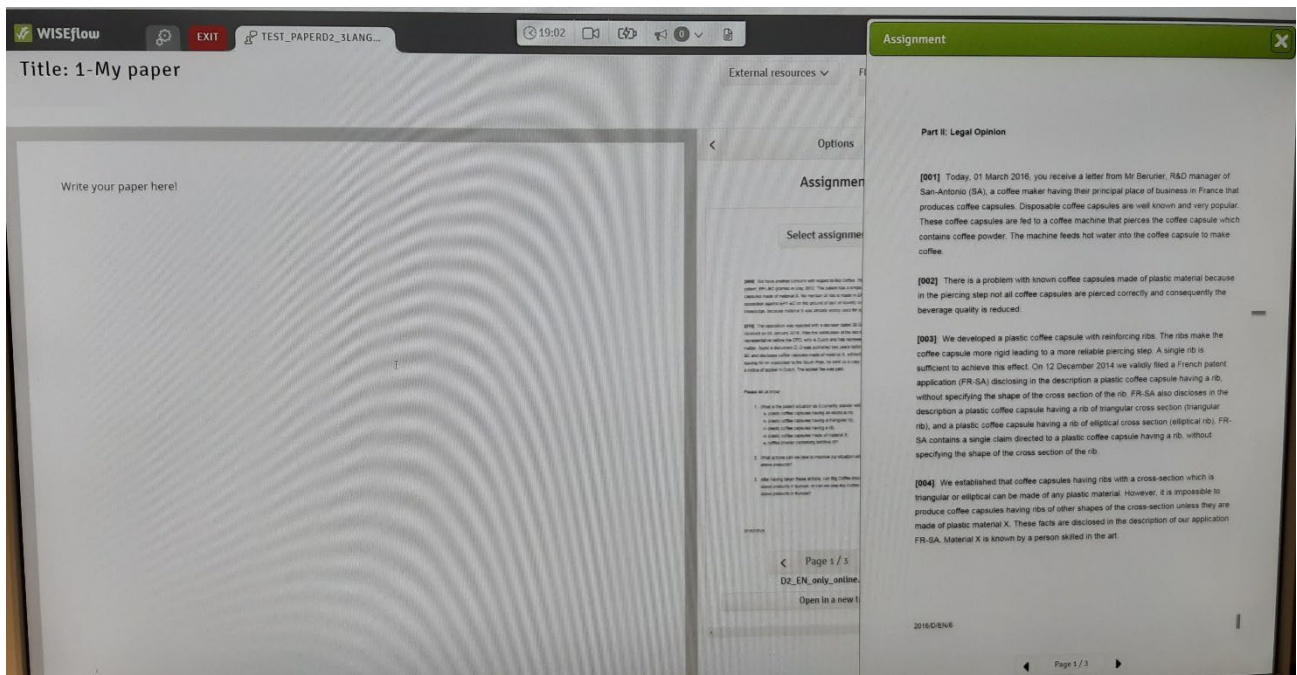 WISEflow
EXIT
TEST_PAPERD2_3LANG...
19:02
0
Assignment
Title: 1-My paper
External resources
Write your paper here!
Options
Assignmen
Select assignme
Page 1 / 3
D2_EN_only_online.
Open in a new t
Part II: Legal Opinion
[001] Today, 01 March 2016, you receive a letter from Mr Berurier, R&D manager of
San-Antonio (SA), a coffee maker having their principal place of business in France that
produces coffee capsules. Disposable coffee capsules are well known and very popular.
These coffee capsules are fed to a coffee machine that pierces the coffee capsule which
contains coffee powder. The machine feeds hot water into the coffee capsule to make
coffee.
[002] There is a problem with known coffee capsules made of plastic material because
in the piercing step not all coffee capsules are pierced correctly and consequently the
beverage quality is reduced.
[003] We developed a plastic coffee capsule with reinforcing ribs. The ribs make the
coffee capsule more rigid leading to a more reliable piercing step. A single rib is
sufficient to achieve this effect. On 12 December 2014 we validly filed a French patent
application (FR-SA) disclosing in the description a plastic coffee capsule having a rib,
without specifying the shape of the cross section of the rib. FR-SA also discloses in the
description a plastic coffee capsule having a rib of triangular cross section (triangular
rib), and a plastic coffee capsule having a rib of elliptical cross section (elliptical rib). FR-
SA contains a single claim directed to a plastic coffee capsule having a rib, without
specifying the shape of the cross section of the rib.
[004] We established that coffee capsules having ribs with a cross-section which is
triangular or elliptical can be made of any plastic material. However, it is impossible to
produce coffee capsules having ribs of other shapes of the cross-section unless they are
made of plastic material X. These facts are disclosed in the description of our application
FR-SA. Material X is known by a person skilled in the art.
2016/D/EN/6
Page 1 / 3